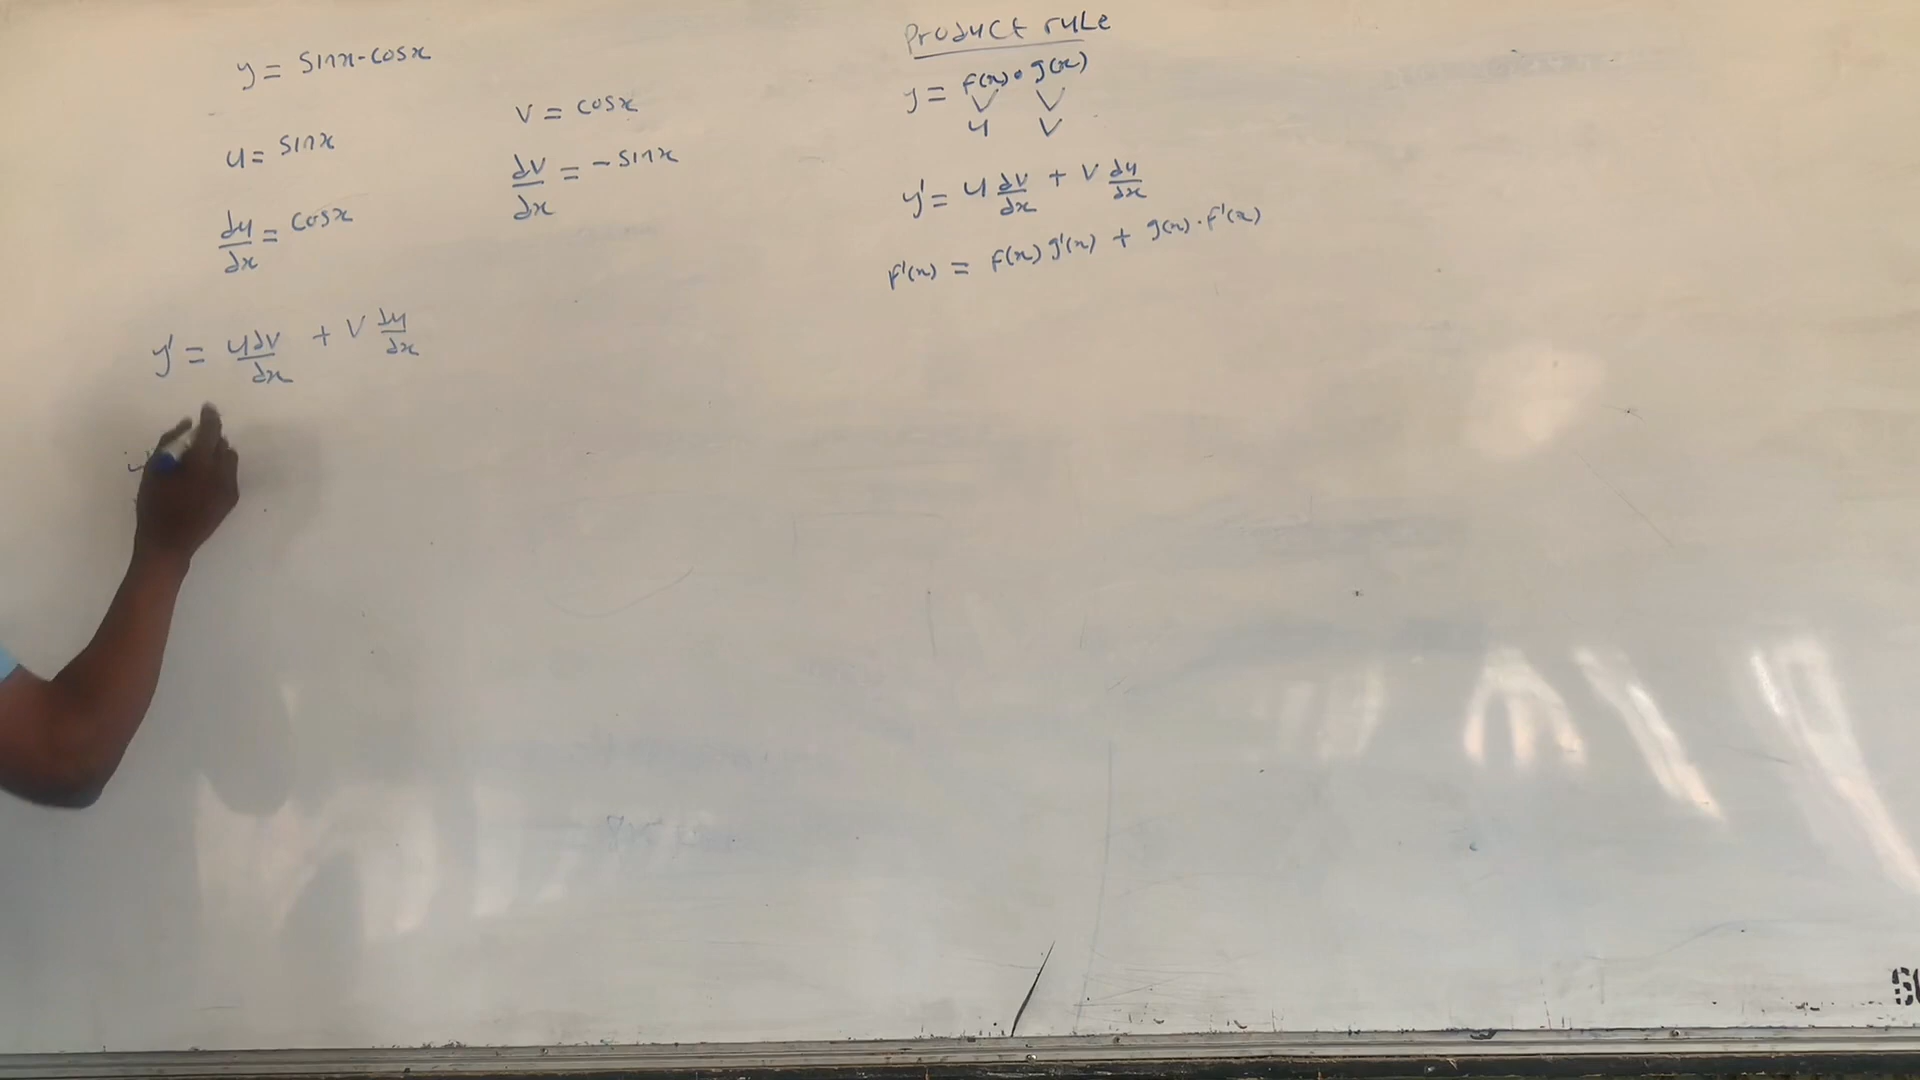 y = sinx·cosx
u = sinx
v = cosx
du/dx = cosx
dv/dx = -sinx
y' = udv/dx + v du/dx
Product rule
y = f(x) • g(x)
u v
y' = u dv/dx + v du/dx
F'(x) = f(x) g'(x) + g(x) · f'(x)